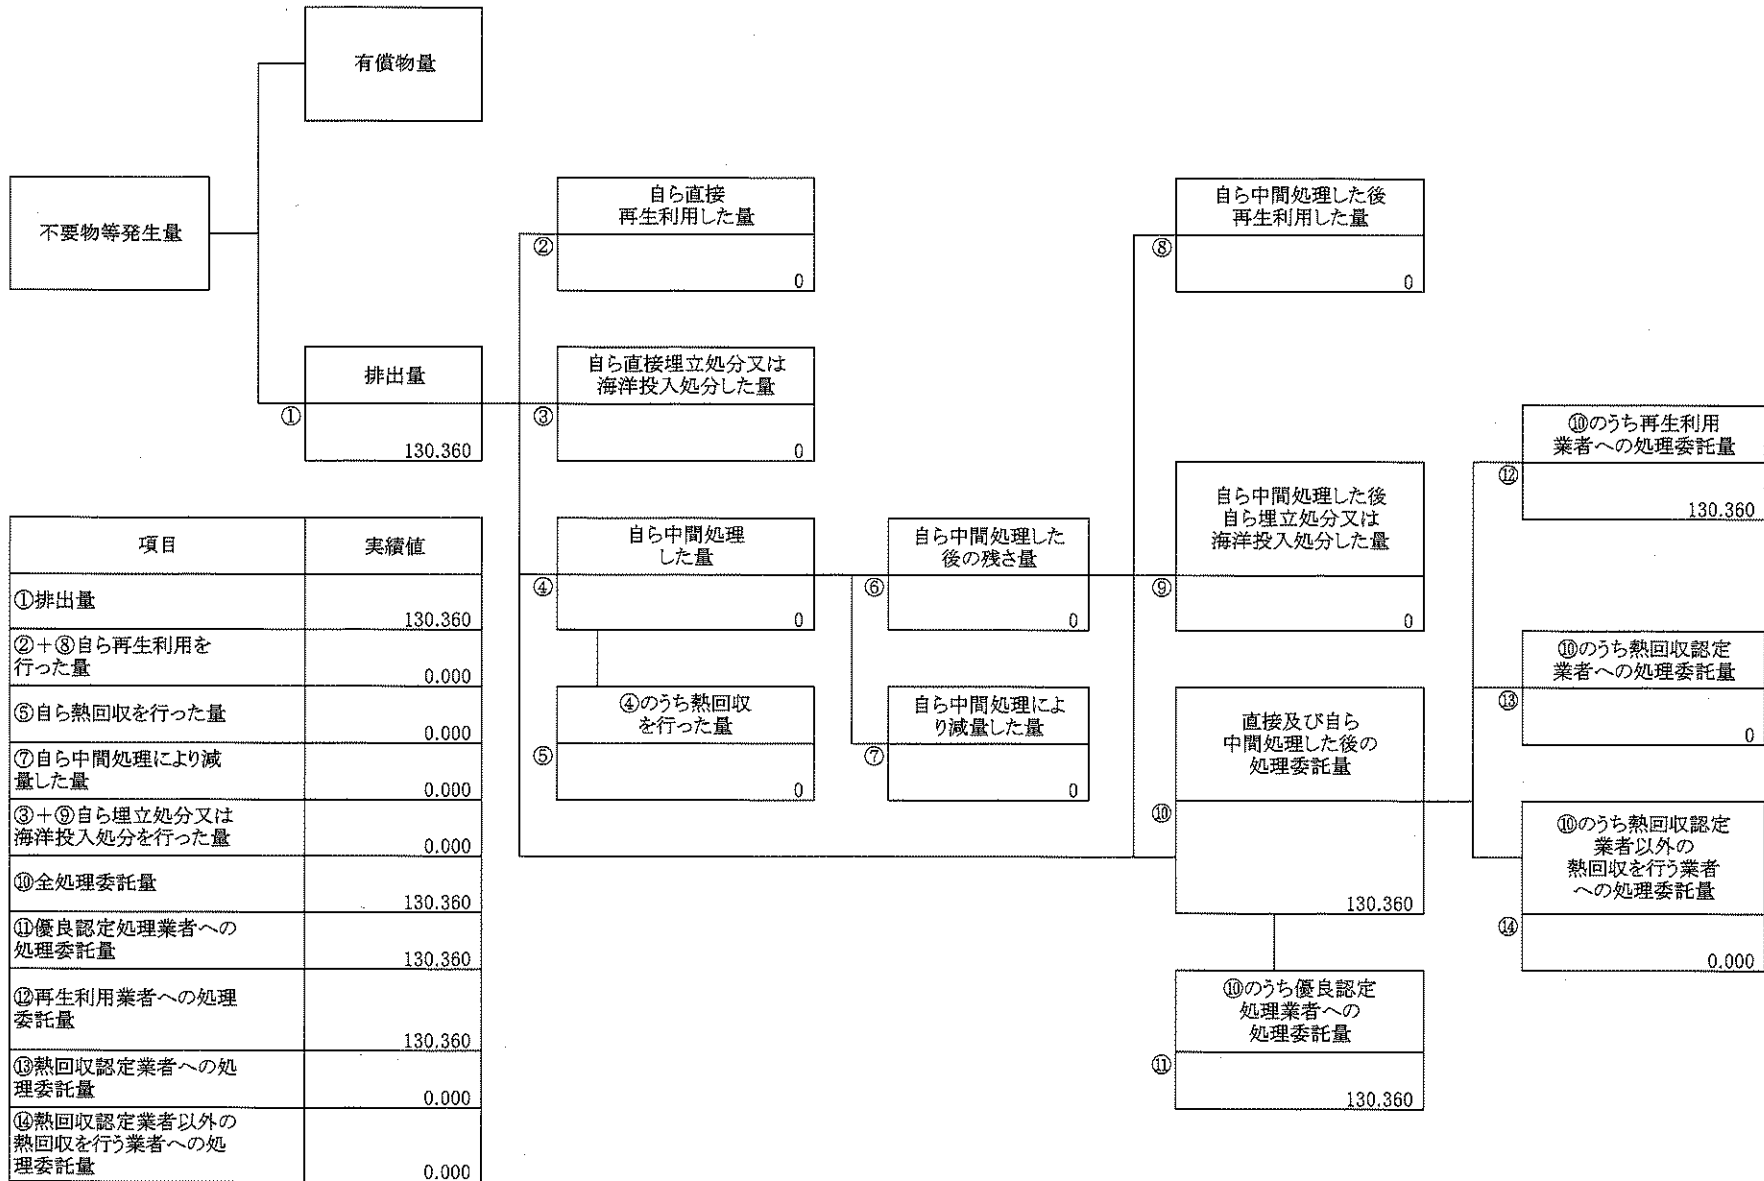 有償物量
不要物等発生量
排出量
①
130.360
自ら直接
再生利用した量
②
0
自ら直接埋立処分又は
海洋投入処分した量
③
0
自ら中間処理
した量
④
0
④のうち熱回収
を行った量
⑤
0
自ら中間処理した
後の残さ量
⑥
0
自ら中間処理によ
り減量した量
⑦
0
自ら中間処理した後
再生利用した量
⑧
0
自ら中間処理した後
自ら埋立処分又は
海洋投入処分した量
⑨
0
直接及び自ら
中間処理した後の
処理委託量
⑩
130.360
⑩のうち優良認定
処理業者への
処理委託量
⑪
130.360
⑩のうち再生利用
業者への処理委託量
⑫
130.360
⑩のうち熱回収認定
業者への処理委託量
⑬
0
⑩のうち熱回収認定
業者以外の
熱回収を行う業者
への処理委託量
⑭
0.000
項目 実績値
①排出量
130.360
②+⑧自ら再生利用を
行った量
0.000
⑤自ら熱回収を行った量
0.000
⑦自ら中間処理により減
量した量
0.000
③+⑨自ら埋立処分又は
海洋投入処分を行った量
0.000
⑩全処理委託量
130.360
⑪優良認定処理業者への
処理委託量
130.360
⑫再生利用業者への処理
委託量
130.360
⑬熱回収認定業者への処
理委託量
0.000
⑭熱回収認定業者以外の
熱回収を行う業者への処
理委託量
0.000